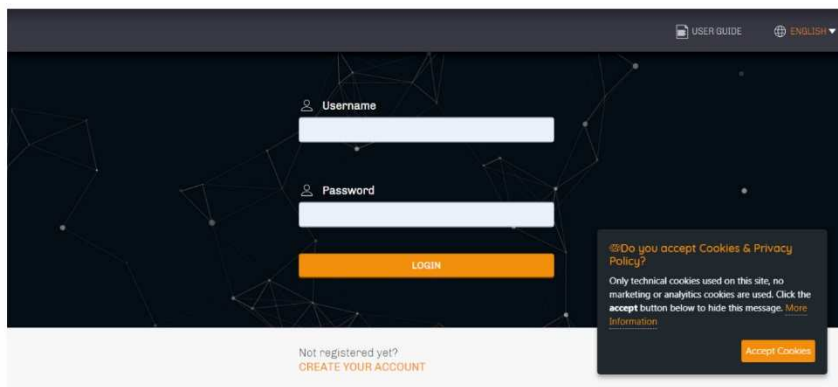 USER GUIDE
ENGLISH
Username
Password
LOGIN
Do you accept Cookies & Privacy
Policy?
Only technical cookies used on this site, no
marketing or analyitics cookies are used. Click the
accept button below to hide this message. More
Information
Accept Cookies
Not registered yet?
CREATE YOUR ACCOUNT